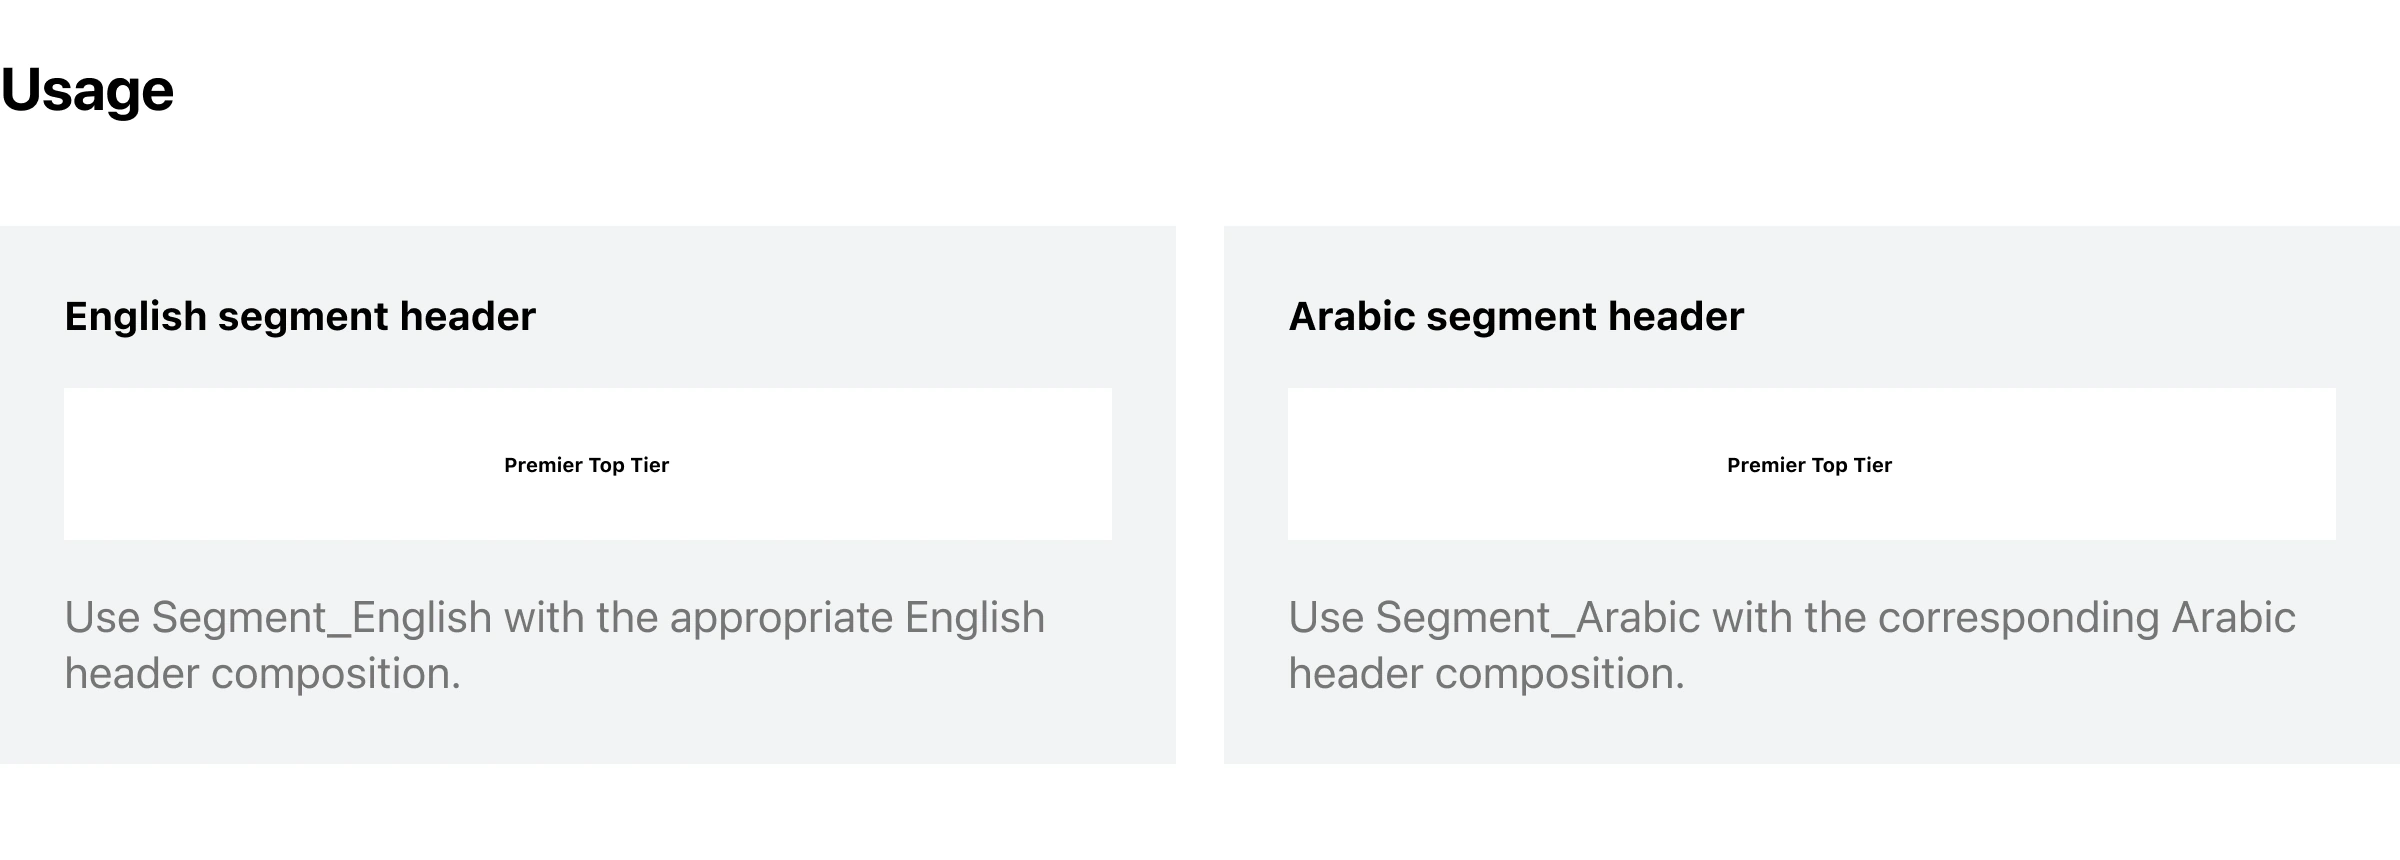 Usage
English segment header
Premier Top Tier
Use Segment_English with the appropriate English
header composition.
Arabic segment header
Premier Top Tier
Use Segment_Arabic with the corresponding Arabic
header composition.